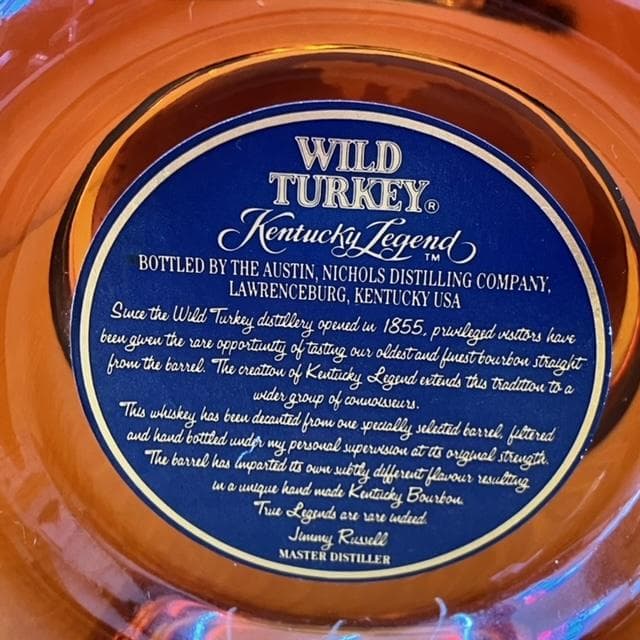 WILD
TURKEY®
Kentucky Legend™
BOTTLED BY THE AUSTIN, NICHOLS DISTILLING COMPANY,
LAWRENCEBURG, KENTUCKY USA
Since the Wild Turkey distillery opened in 1855, privileged visitors have
been given the rare opportunity of tasting our oldest and finest bourbon straight
from the barrel. The creation of Kentucky Legend extends this tradition to a
wider group of connoisseurs.
This whiskey has been decanted from one specially selected barrel, filtered
and hand bottled under my personal supervision at its original strength.
The barrel has imparted its own subtly different flavour resulting
in a unique hand made Kentucky Bourbon.
True Legends are rare indeed.
Jimmy Russell
MASTER DISTILLER